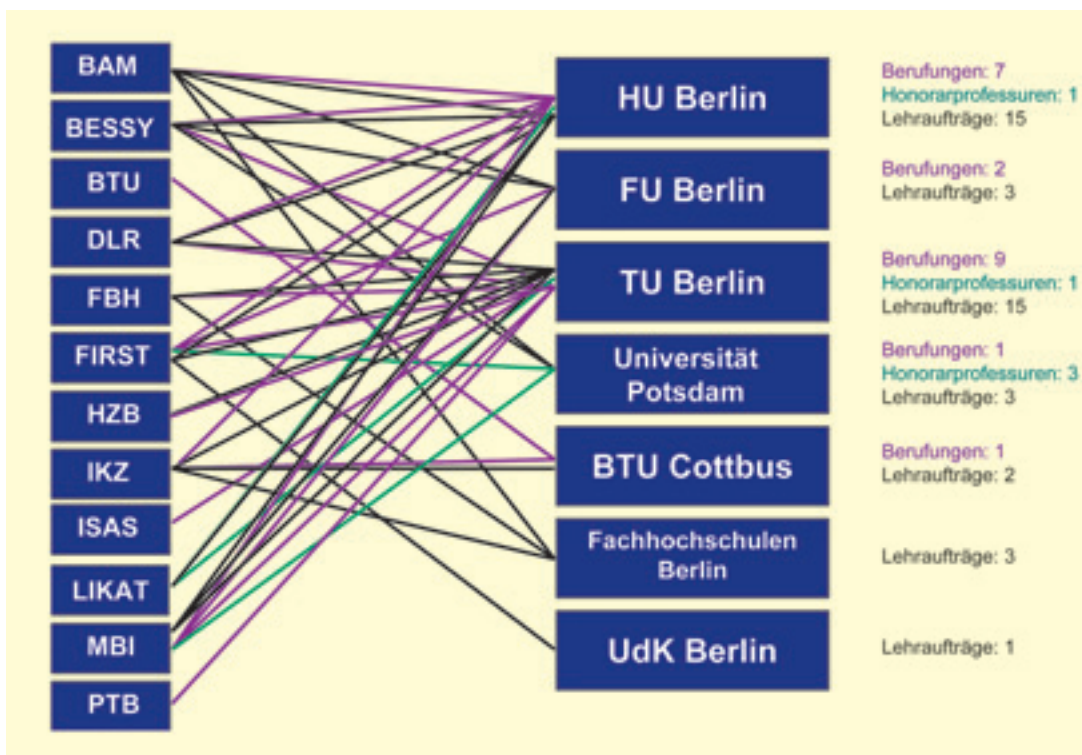 BAM
BESSY
BTU
DLR
FBH
FIRST
HZB
IKZ
ISAS
LIKAT
MBI
PTB
HU Berlin
Berufungen: 7
Honorarprofessuren: 1
Lehraufträge: 15
FU Berlin
Berufungen: 2
Lehraufträge: 3
TU Berlin
Berufungen: 9
Honorarprofessuren: 1
Lehraufträge: 15
Universität
Potsdam
Berufungen: 1
Honorarprofessuren: 3
Lehraufträge: 3
BTU Cottbus
Berufungen: 1
Lehraufträge: 2
Fachhochschulen
Berlin
Lehraufträge: 3
UdK Berlin
Lehraufträge: 1